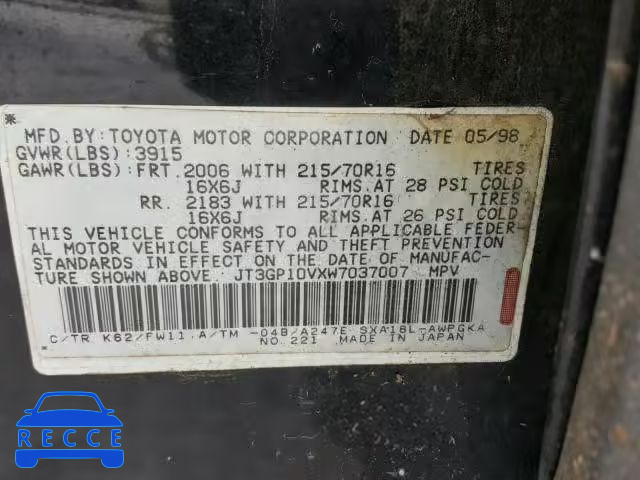 MFD.BY:TOYOTA MOTOR CORPORATION DATE 05/98
GVWR(LBS):3915
GAWR(LBS):FRT.2006 WITH 215/70R16 TIRES
16X6J RIMS.AT 28 PSI COLD
RR. 2183 WITH 215/70R16 TIRES
16X6J RIMS.AT 26 PSI COLD
THIS VEHICLE CONFORMS TO ALL APPLICABLE FEDER-
AL MOTOR VEHICLE SAFETY AND THEFT PREVENTION
STANDARDS IN EFFECT ON THE DATE OF MANUFAC-
TURE SHOWN ABOVE. JT3GP10VXW7037007 MPV
C/TR K62/FW11.A/TM -04B/A247E SXA16L-AWPGKA
NO.221 MADE IN JAPAN
RECCE